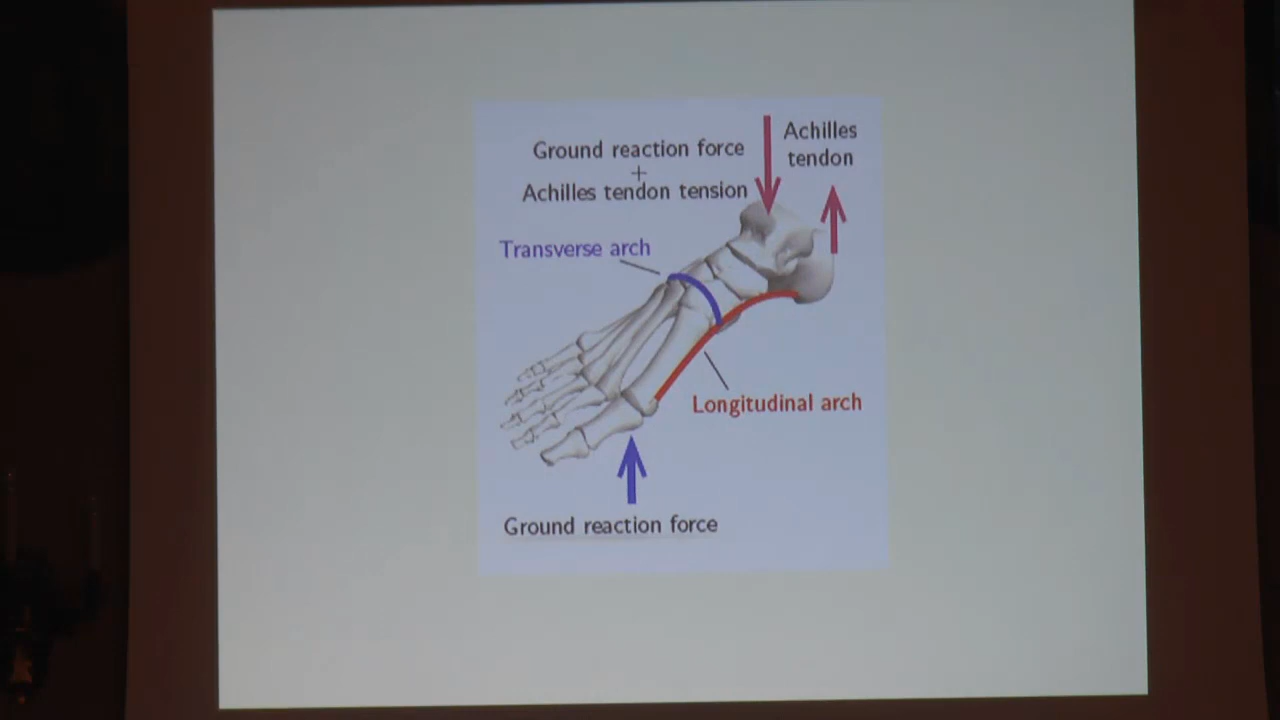 Ground reaction force
+
Achilles tendon tension
Achilles
tendon
Transverse arch
Longitudinal arch
Ground reaction force